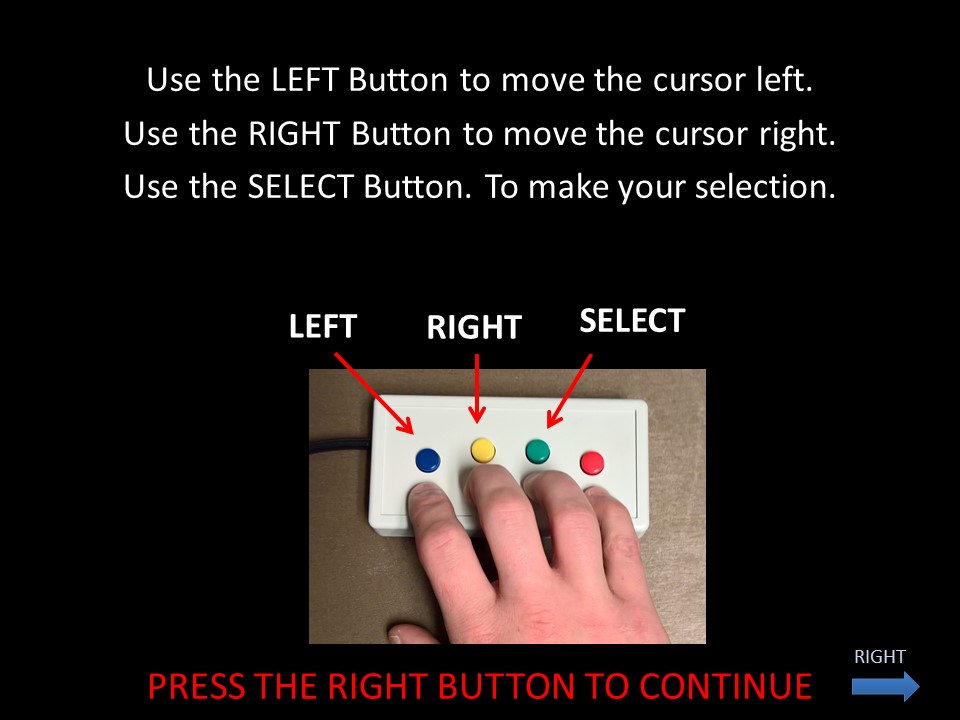 Use the LEFT Button to move the cursor left.
Use the RIGHT Button to move the cursor right.
Use the SELECT Button. To make your selection.
LEFT
RIGHT
SELECT
RIGHT
PRESS THE RIGHT BUTTON TO CONTINUE